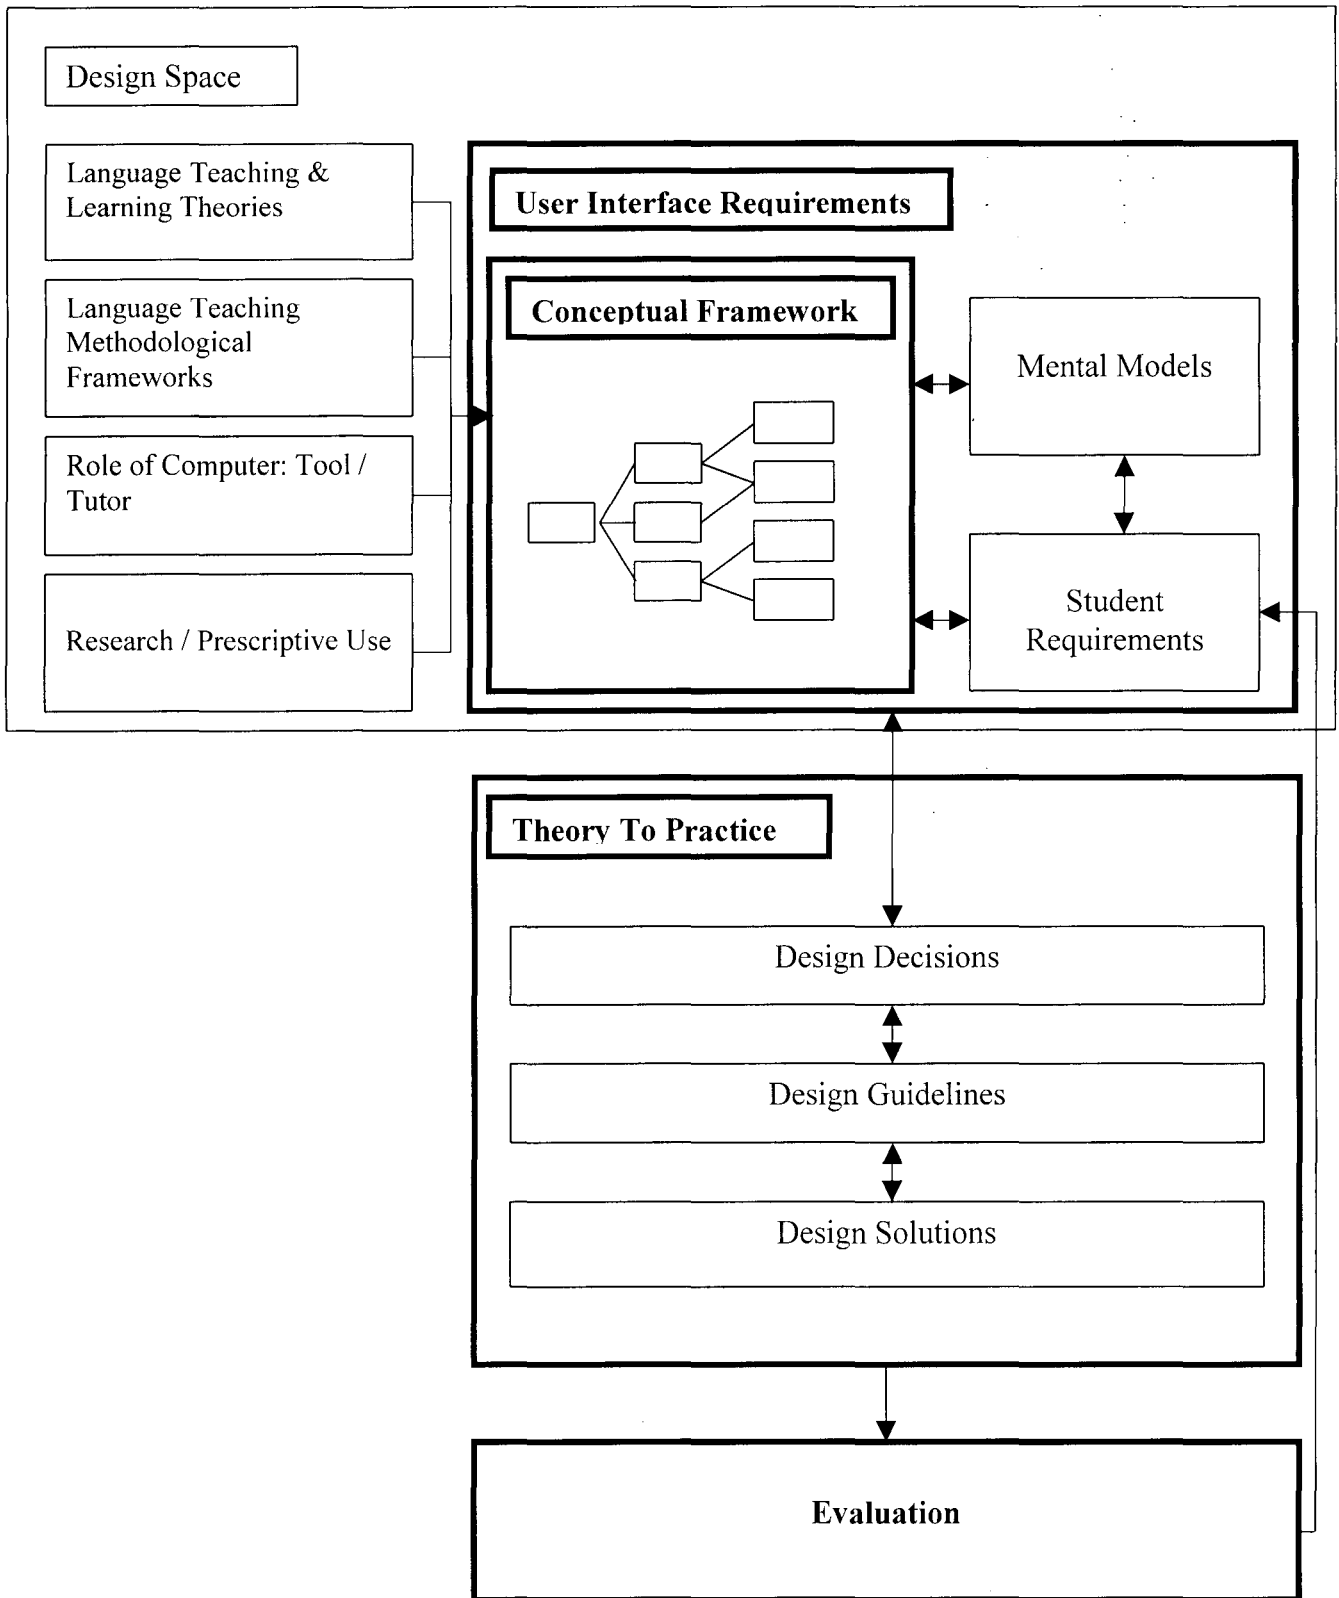 Design Space
Language Teaching &
Learning Theories
Language Teaching
Methodological
Frameworks
Role of Computer: Tool /
Tutor
Research / Prescriptive Use
User Interface Requirements
Conceptual Framework
Mental Models
Student
Requirements
Theory To Practice
Design Decisions
Design Guidelines
Design Solutions
Evaluation